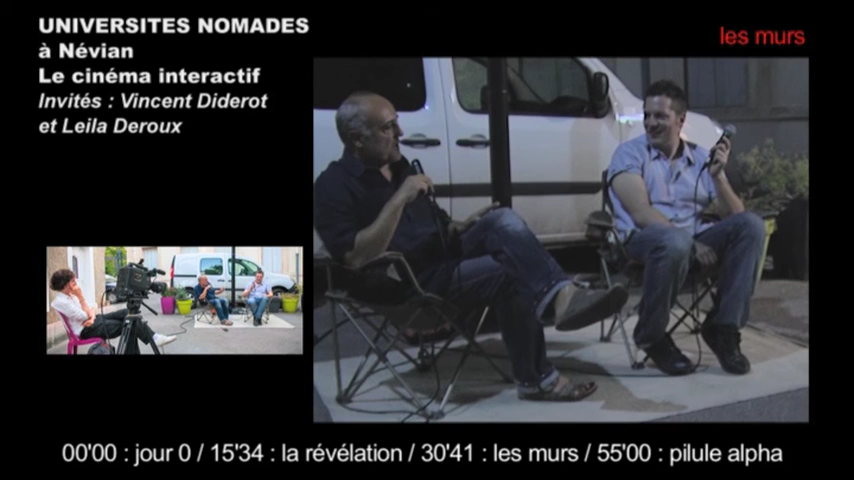 UNIVERSITES NOMADES
à Névian
Le cinéma interactif
Invités : Vincent Diderot
et Leila Deroux
les murs
00'00 : jour 0 / 15'34 : la révélation / 30'41 : les murs / 55'00 : pilule alpha